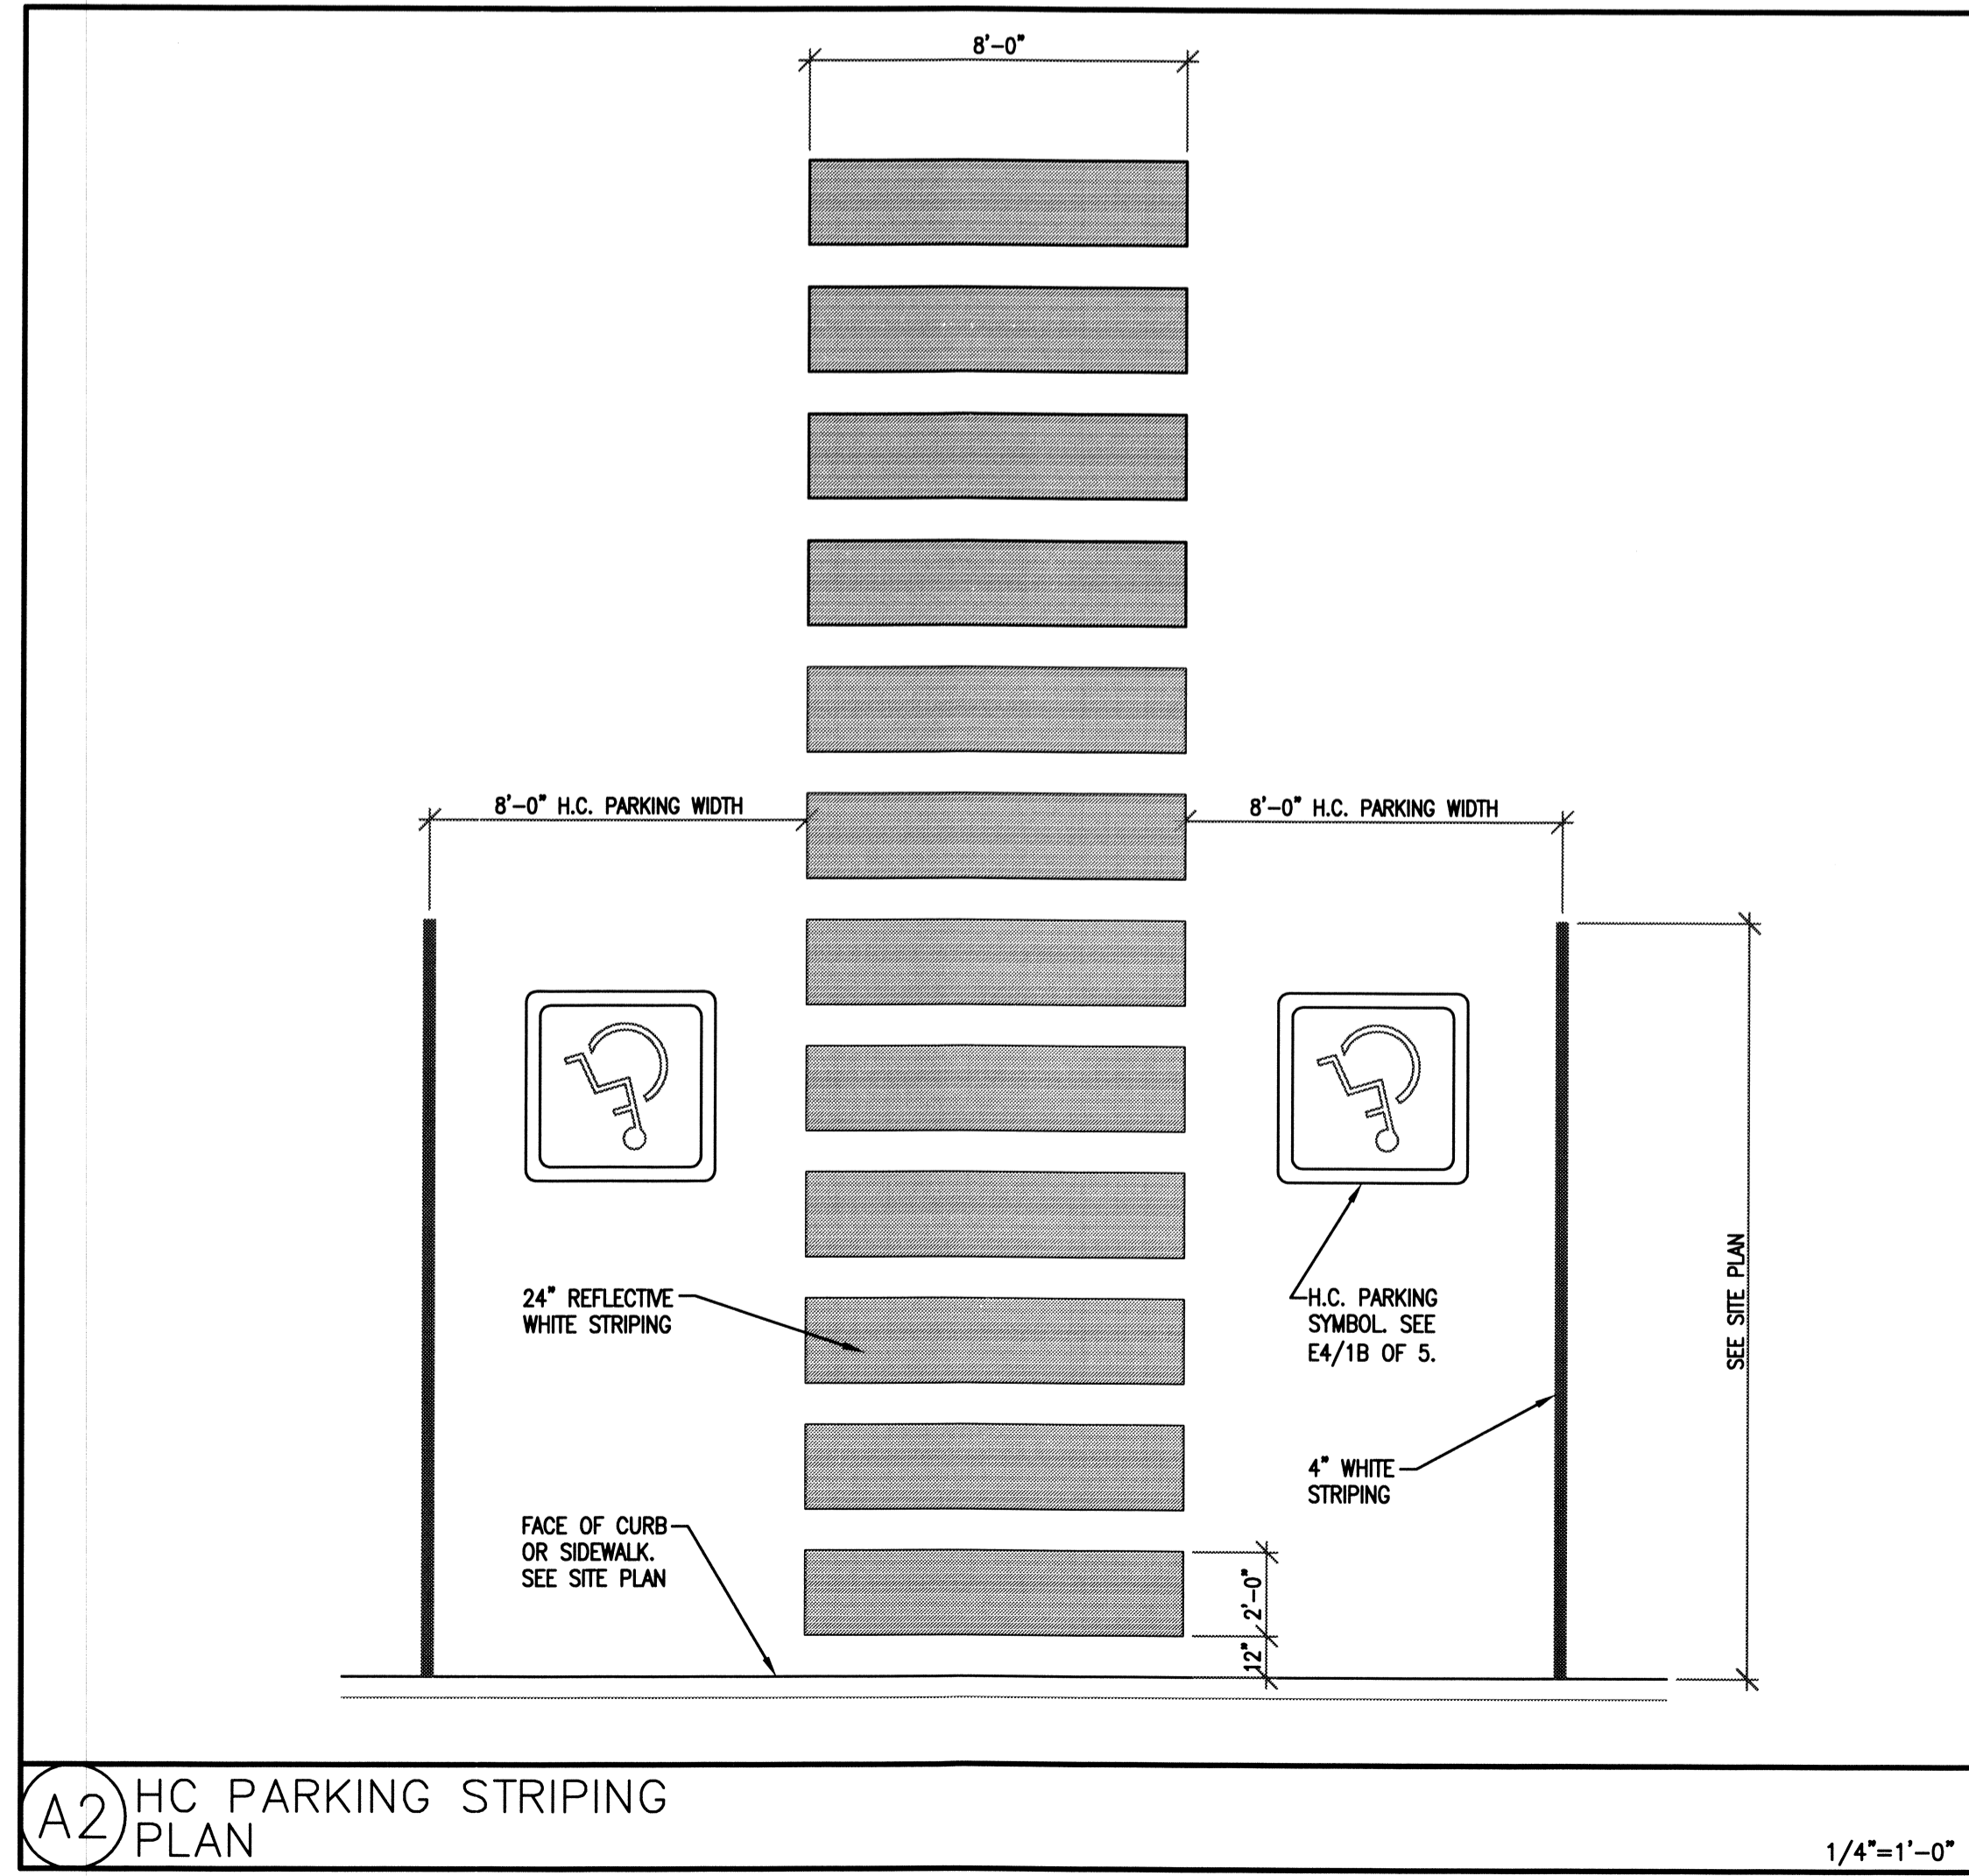 8'-0"
8'-0" H.C. PARKING WIDTH
8'-0" H.C. PARKING WIDTH
24" REFLECTIVE
WHITE STRIPING
H.C. PARKING
SYMBOL. SEE
E4/1B OF 5.
SEE SITE PLAN
4" WHITE
STRIPING
FACE OF CURB
OR SIDEWALK.
SEE SITE PLAN
2'-0"
12"
A2
HC PARKING STRIPING
PLAN
1/4"=1'-0"